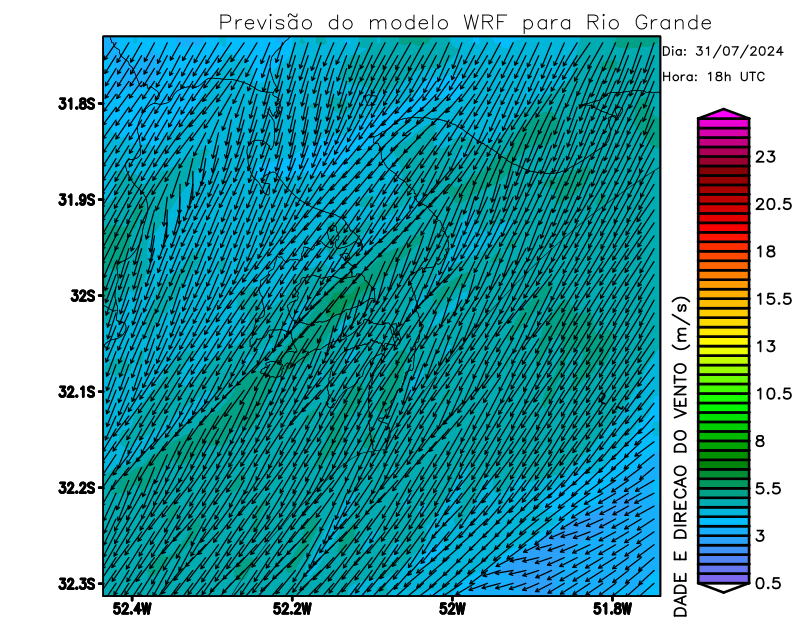 Previsão do modelo WRF para Rio Grande
Dia: 31/07/2024
Hora: 18h UTC
31.8S
31.9S
32S
32.1S
32.2S
32.3S
52.4W
52.2W
52W
51.8W
23
20.5
18
15.5
13
10.5
8
5.5
3
0.5
DADE E DIRECAO DO VENTO (m/s)